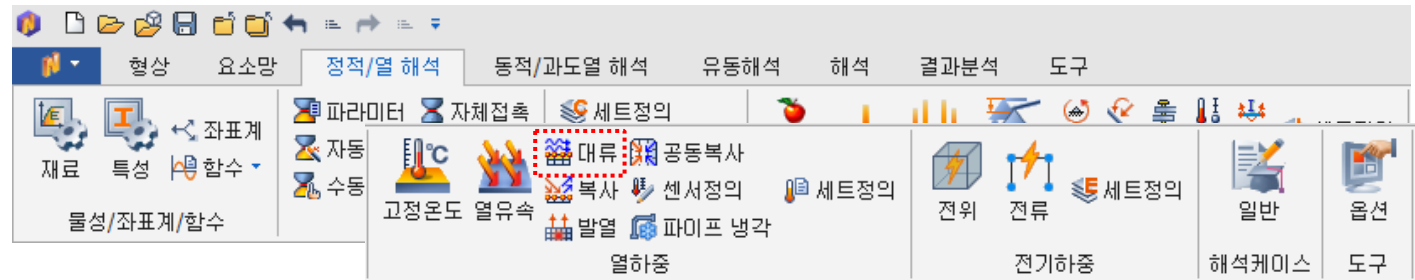 형상 요소망 정적/열 해석 동적/과도열 해석 유동해석 해석 결과분석 도구
재료 특성 좌표계 함수
물성/좌표계/함수
파라미터 자체접촉 세트정의
자동
수동
고정온도 열유속 대류 공동복사
복사 센서정의 세트정의
발열 파이프 냉각
열하중
전위 전류 세트정의
전기하중
일반
해석케이스
옵션
도구